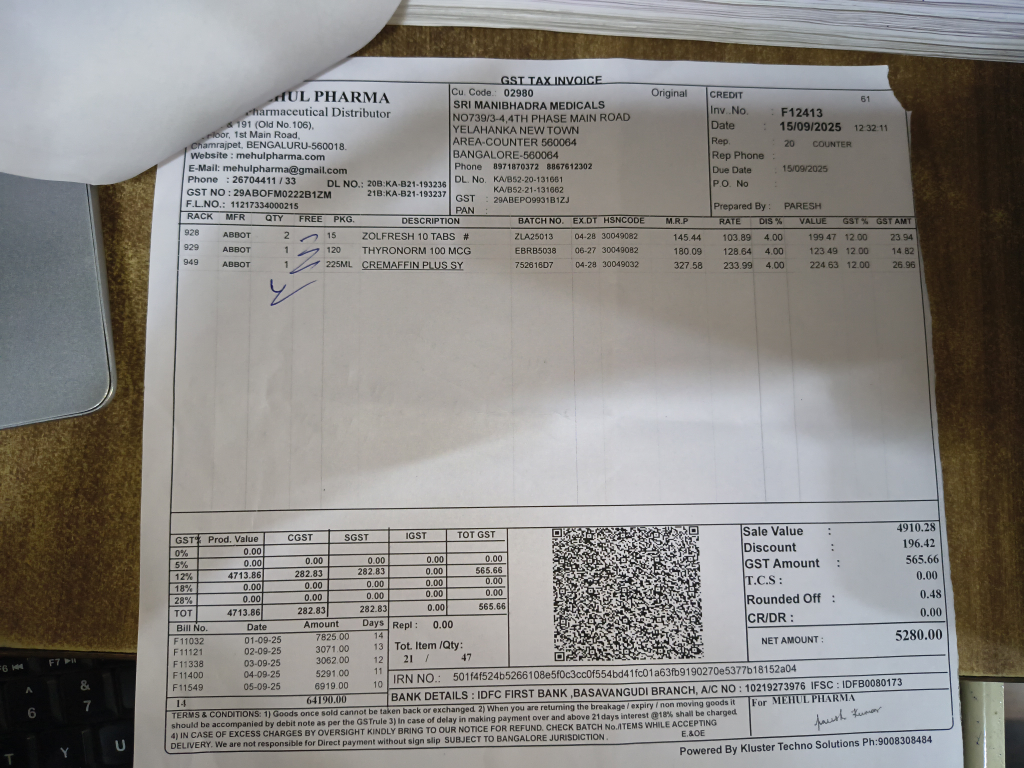 GST TAX INVOICE
HUL PHARMA
harmaceutical Distributor
& 191 (Old No.106),
loor, 1st Main Road,
Chamrajpet, BENGALURU-560018.
Website : mehulpharma.com
E-Mail: mehulpharma@gmail.com
Phone : 26704411 / 33
DL NO.: 20B:KA-B21-193236
21B:KA-B21-193237
GST NO : 29ABOFM0222B1ZM
F.L.NO.: 11217334000215
Cu. Code.: 02980 Original
SRI MANIBHADRA MEDICALS
NO739/3-4,4TH PHASE MAIN ROAD
YELAHANKA NEW TOWN
AREA-COUNTER 560064
BANGALORE-560064
Phone 8971870372 8867612302
DL. No. KA/B52-20-131661
KA/B52-21-131662
GST : 29ABEPO9931B1ZJ
PAN :
CREDIT 61
Inv.No. : F12413
Date : 15/09/2025 12:32:11
Rep. : 20 COUNTER
Rep Phone :
Due Date : 15/09/2025
P.O. No :
Prepared By : PARESH
RACK MFR QTY FREE PKG. DESCRIPTION BATCH NO. EX.DT HSNCODE M.R.P RATE DIS % VALUE GST % GST AMT
928 ABBOT 2 15 ZOLFRESH 10 TABS # ZLA25013 04-28 30049082 145.44 103.89 4.00 199.47 12.00 23.94
929 ABBOT 1 120 THYRONORM 100 MCG EBRB5038 06-27 30049082 180.09 128.64 4.00 123.49 12.00 14.82
949 ABBOT 1 225ML CREMAFFIN PLUS SY 752616D7 04-28 30049032 327.58 233.99 4.00 224.63 12.00 26.96
GST% Prod. Value CGST SGST IGST TOT GST
0% 0.00
5% 0.00 0.00 0.00 0.00 0.00
12% 4713.86 282.83 282.83 0.00 565.66
18% 0.00 0.00 0.00 0.00 0.00
28% 0.00 0.00 0.00 0.00 0.00
TOT 4713.86 282.83 282.83 0.00 565.66
Bill No. Date Amount Days
F11032 01-09-25 7825.00 14
F11121 02-09-25 3071.00 13
F11338 03-09-25 3062.00 12
F11400 04-09-25 5291.00 11
F11549 05-09-25 6919.00 10
14 64190.00
Repl : 0.00
Tot. Item /Qty:
21 / 47
Sale Value : 4910.28
Discount : 196.42
GST Amount : 565.66
T.C.S : 0.00
Rounded Off : 0.48
CR/DR : 0.00
NET AMOUNT : 5280.00
IRN NO.: 501f4f524b5266108e5f0c3cc0f554bd41fc01a63fb9190270e5377b18152a04
BANK DETAILS : IDFC FIRST BANK ,BASAVANGUDI BRANCH, A/C NO : 10219273976 IFSC : IDFB0080173
TERMS & CONDITIONS: 1) Goods once sold cannot be taken back or exchanged. 2) When you are returning the breakage / expiry / non moving goods it
should be accompanied by debit note as per the GSTrule 3) In case of delay in making payment over and above 21days interest @18% shall be charged.
4) IN CASE OF EXCESS CHARGES BY OVERSIGHT KINDLY BRING TO OUR NOTICE FOR REFUND. CHECK BATCH No./ITEMS WHILE ACCEPTING
DELIVERY. We are not responsible for Direct payment without sign slip SUBJECT TO BANGALORE JURISDICTION . E.&OE
For MEHUL PHARMA
Powered By Kluster Techno Solutions Ph:9008308484
F6
F7
^
6
&
7
T
Y
U